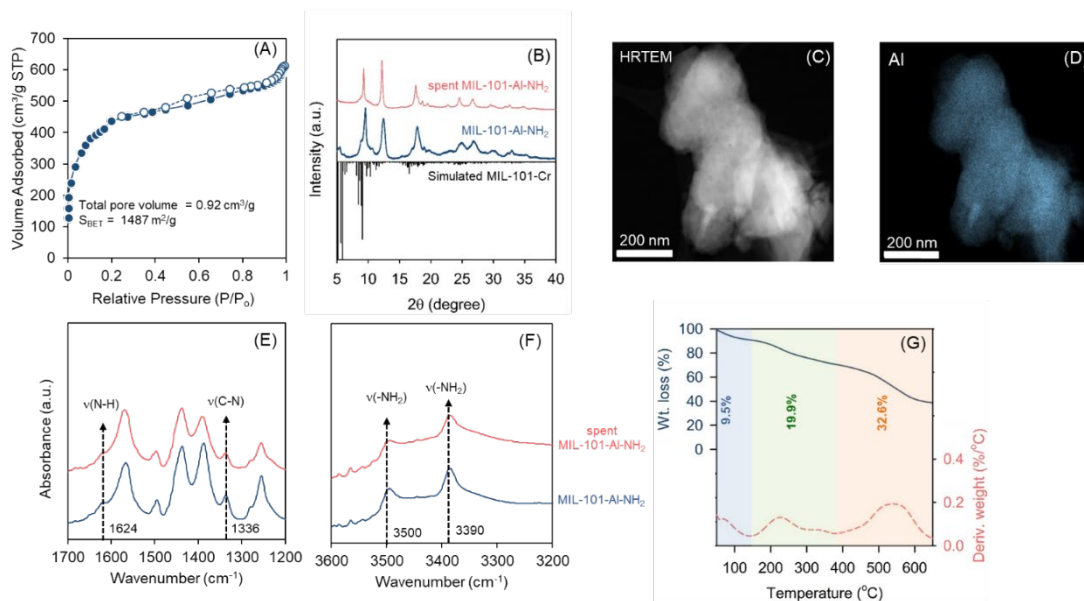 (A)
Volume Adsorbed (cm³/g STP)
700
600
500
400
300
200
100
0
Total pore volume = 0.92 cm³/g
S_BET = 1487 m²/g
0 0.2 0.4 0.6 0.8 1
Relative Pressure (P/P₀)
(B)
Intensity (a.u.)
spent MIL-101-Al-NH₂
MIL-101-Al-NH₂
Simulated MIL-101-Cr
5 10 15 20 25 30 35 40
2θ (degree)
HRTEM
(C)
200 nm
Al
(D)
200 nm
(E)
Absorbance (a.u.)
ν(N-H)
ν(C-N)
1624
1336
1700 1600 1500 1400 1300 1200
Wavenumber (cm⁻¹)
(F)
ν(-NH₂)
ν(-NH₂)
spent
MIL-101-Al-NH₂
MIL-101-Al-NH₂
3500
3390
3600 3500 3400 3300 3200
Wavenumber (cm⁻¹)
(G)
Wt. loss (%)
100
80
60
40
20
0
9.5%
19.9%
32.6%
0.4
0.2
0.0
Deriv. weight (%/°C)
100 200 300 400 500 600
Temperature (°C)